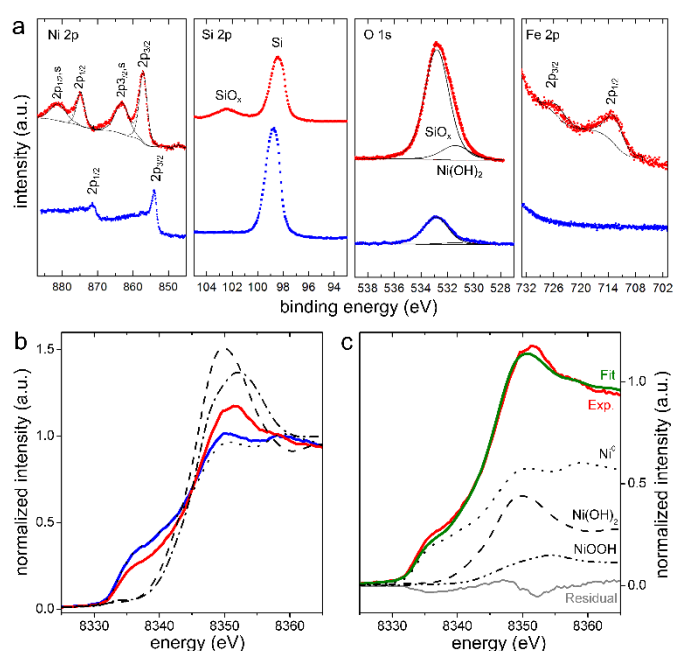 a
Ni 2p
Si 2p
O 1s
Fe 2p
2p1/2,s
2p1/2
2p3/2,s
2p3/2
2p1/2
2p3/2
SiOx
Si
SiOx
Ni(OH)2
2p3/2
2p1/2
intensity (a.u.)
880 870 860 850
104 102 100 98 96 94
538 536 534 532 530 528
732 726 720 714 708 702
binding energy (eV)
b
1.5
1.0
0.5
0.0
normalized intensity (a.u.)
8330 8340 8350 8360
energy (eV)
c
Fit
Exp.
Ni0
Ni(OH)2
NiOOH
Residual
1.0
0.5
0.0
normalized intensity (a.u.)
8330 8340 8350 8360
energy (eV)